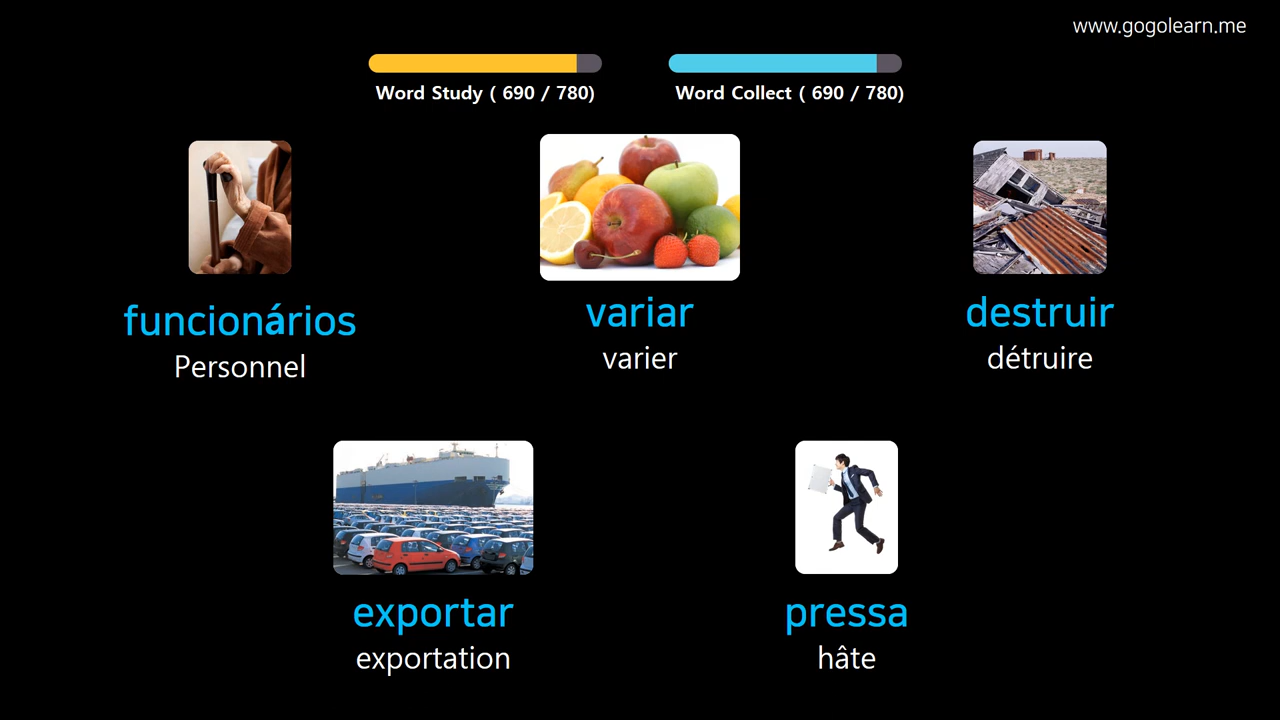 www.gogolearn.me
Word Study ( 690 / 780)
Word Collect ( 690 / 780)
funcionários
Personnel
variar
varier
destruir
détruire
exportar
exportation
pressa
hâte